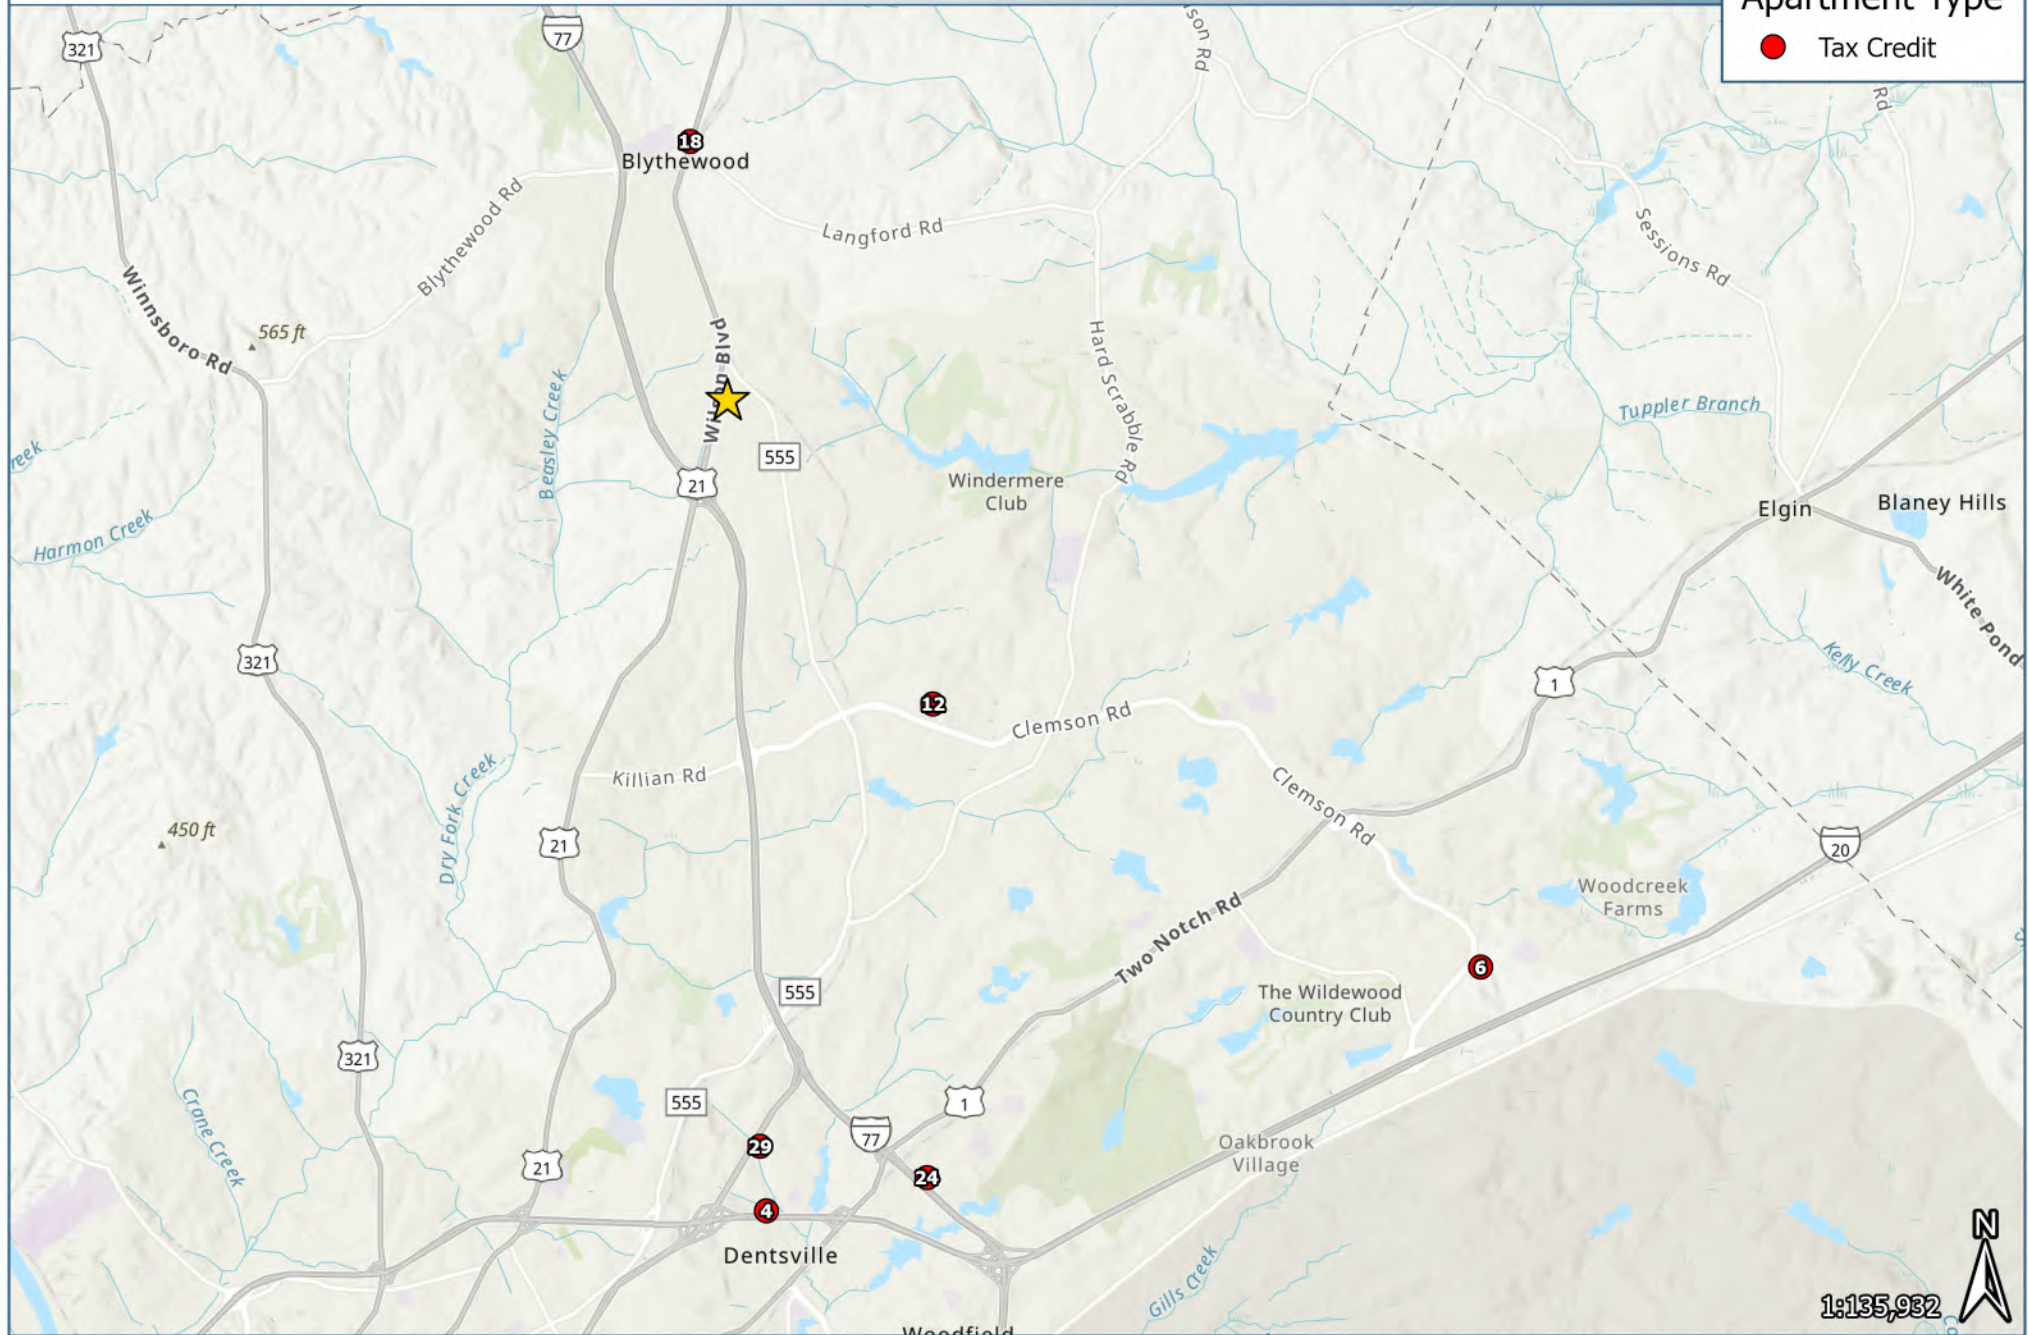 Apartment Type
Tax Credit
321
77
son Rd
Rd
18
Blythewood
Blythewood Rd
Langford Rd
Sessions Rd
Winnsboro Rd
565 ft
Wilson Blvd
Hard Scrabble Rd
Beasley Creek
Tuppler Branch
reek
555
21
Windermere
Club
Elgin
Blaney Hills
Harmon Creek
White Pond
321
Kelly Creek
1
12
Clemson Rd
Killian Rd
Clemson Rd
Dry Fork Creek
450 ft
21
20
Woodcreek
Farms
Two Notch Rd
6
555
The Wildewood
Country Club
321
Crane Creek
555
1
77
29
Oakbrook
Village
21
24
4
N
Dentsville
Gills Creek
1:135,932
Woodfield